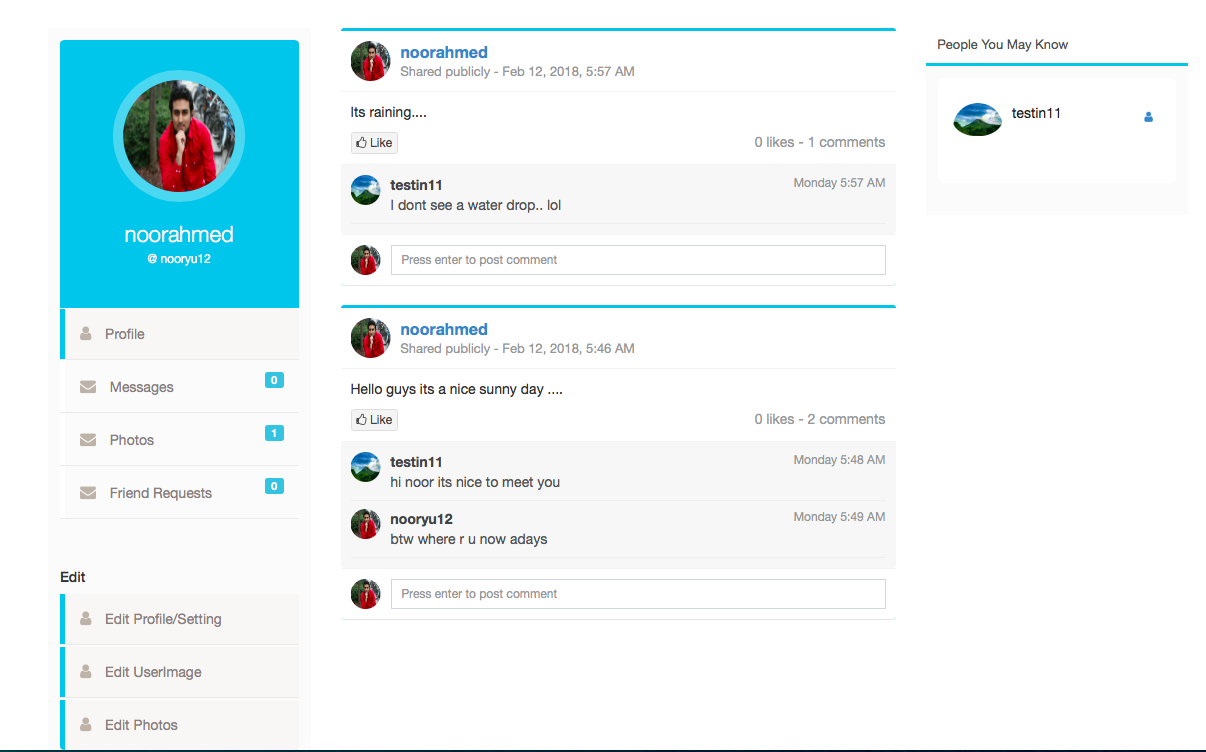 noorahmed
@ nooryu12
Profile
Messages 0
Photos 1
Friend Requests 0
Edit
Edit Profile/Setting
Edit UserImage
Edit Photos
noorahmed
Shared publicly - Feb 12, 2018, 5:57 AM
Its raining....
Like 0 likes - 1 comments
testin11 Monday 5:57 AM
I dont see a water drop.. lol
Press enter to post comment
noorahmed
Shared publicly - Feb 12, 2018, 5:46 AM
Hello guys its a nice sunny day ....
Like 0 likes - 2 comments
testin11 Monday 5:48 AM
hi noor its nice to meet you
nooryu12 Monday 5:49 AM
btw where r u now adays
Press enter to post comment
People You May Know
testin11